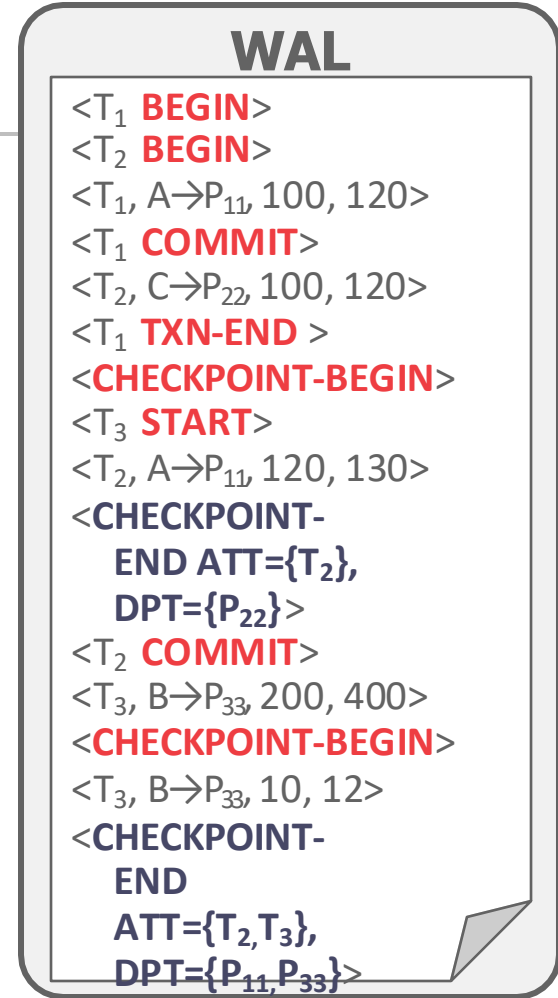 WAL
<T₁ BEGIN>
<T₂ BEGIN>
<T₁, A→P₁₁, 100, 120>
<T₁ COMMIT>
<T₂, C→P₂₂, 100, 120>
<T₁ TXN-END >
<CHECKPOINT-BEGIN>
<T₃ START>
<T₂, A→P₁₁, 120, 130>
<CHECKPOINT-
END ATT={T₂},
DPT={P₂₂}>
<T₂ COMMIT>
<T₃, B→P₃₃, 200, 400>
<CHECKPOINT-BEGIN>
<T₃, B→P₃₃, 10, 12>
<CHECKPOINT-
END
ATT={T₂,T₃},
DPT={P₁₁,P₃₃}>